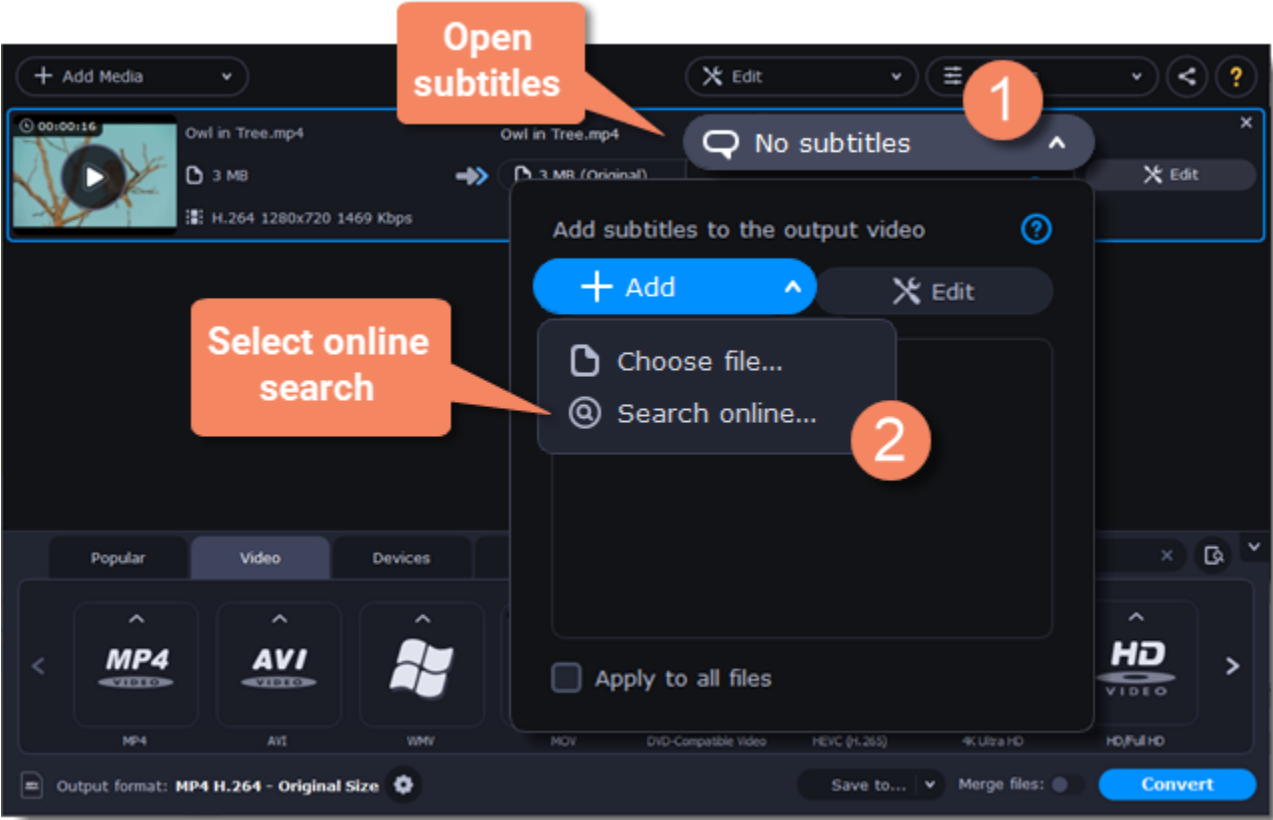 Open
subtitles
+ Add Media
Edit
1
?
00:00:16
Owl in Tree.mp4
Owl in Tree.mp4
No subtitles
3 MB
3 MB (Original)
Edit
H.264 1280x720 1469 Kbps
Add subtitles to the output video
?
+ Add
Edit
Select online
search
Choose file...
Search online...
2
Popular
Video
Devices
MP4
VIDEO
AVI
VIDEO
HD
VIDEO
Apply to all files
MP4
AVI
WMV
MOV
DVD-Compatible Video
HEVC (H.265)
4K Ultra HD
HD/Full HD
Output format: MP4 H.264 - Original Size
Save to...
Merge files:
Convert